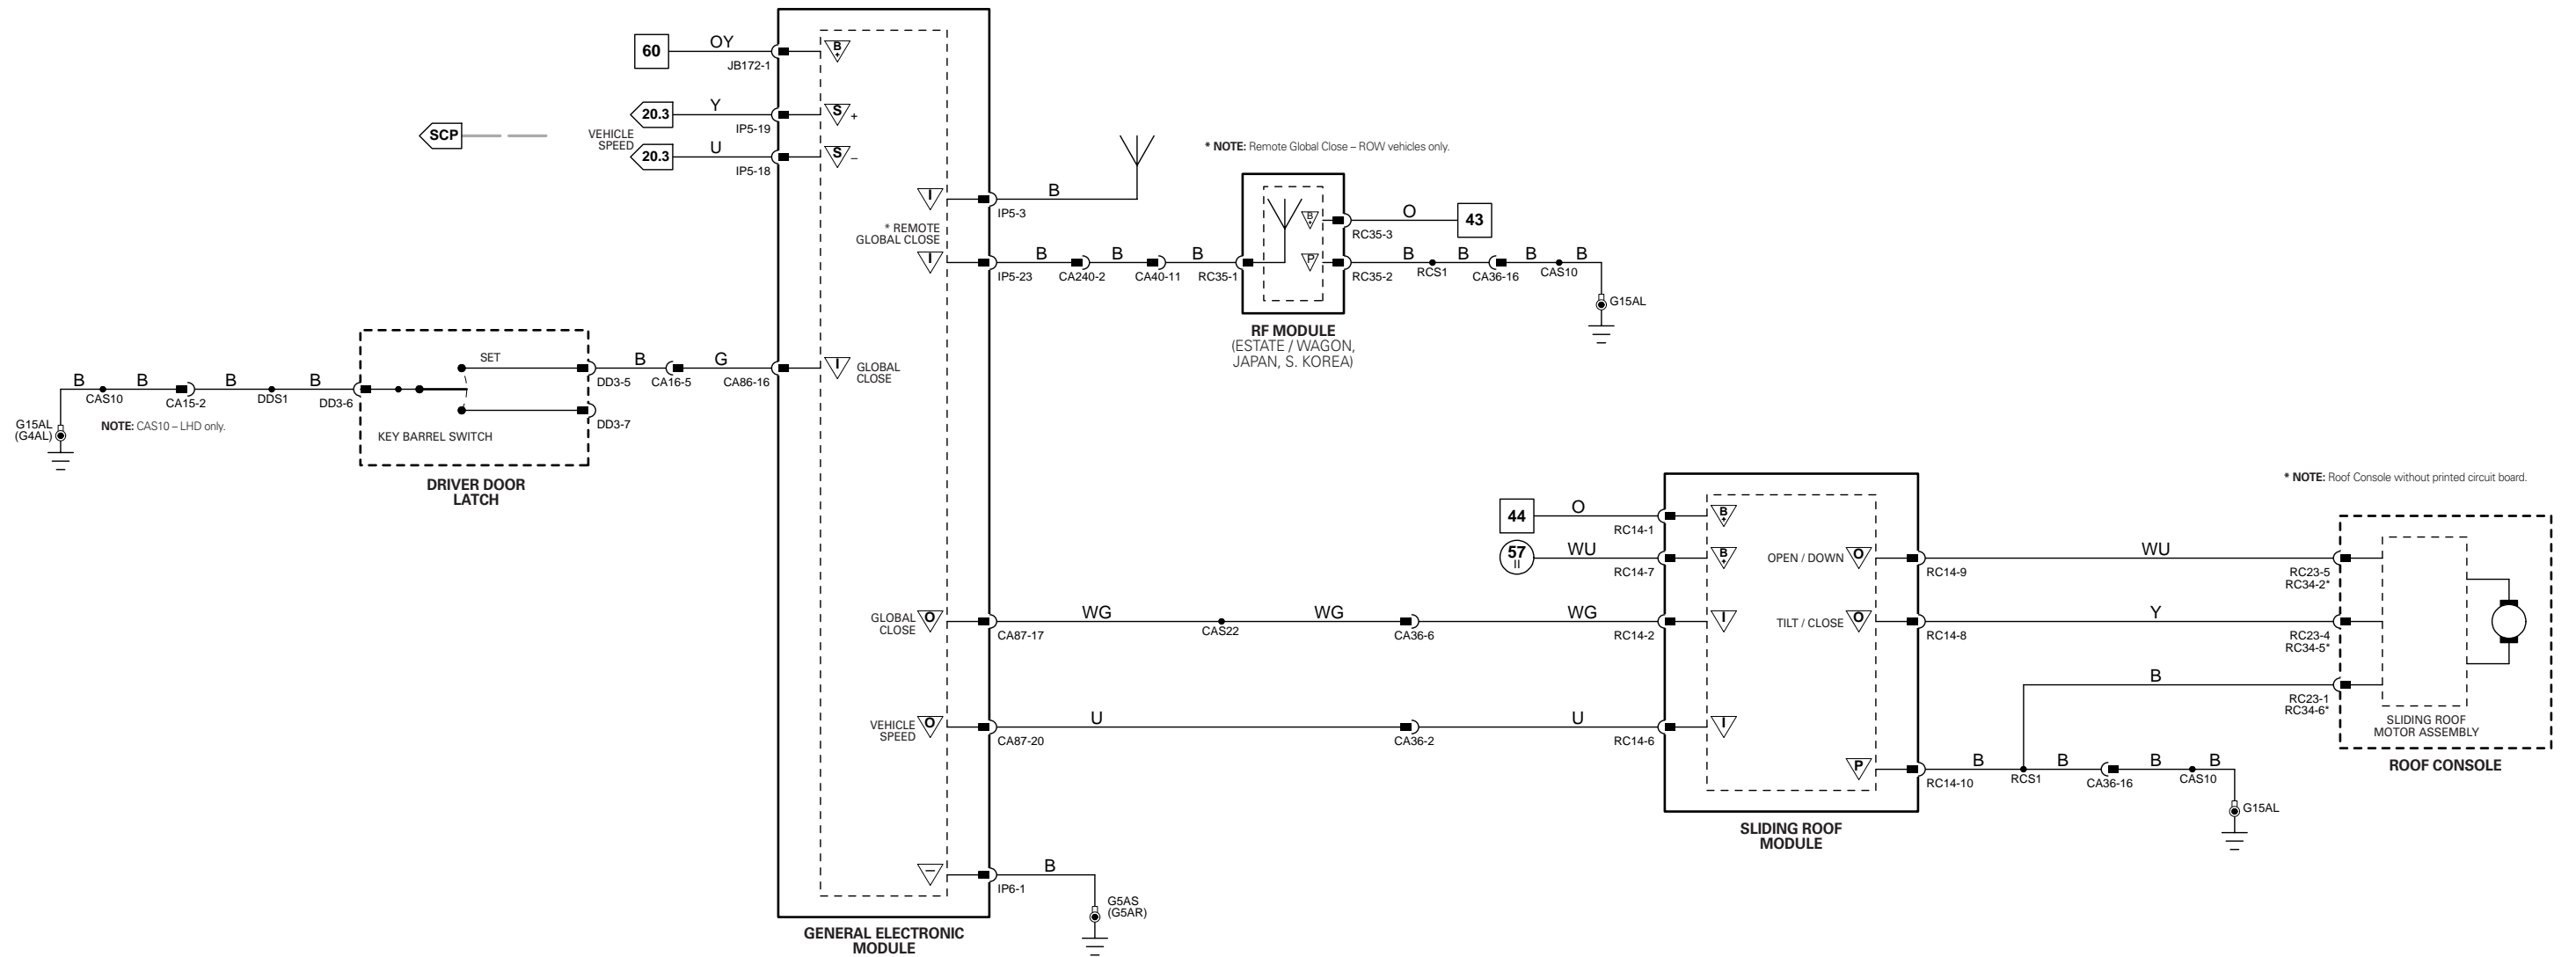 60
OY
JB172-1
B
+
20.3
Y
IP5-19
S
+
SCP
VEHICLE
SPEED
20.3
U
IP5-18
S
–
I
B
IP5-3
* REMOTE
GLOBAL CLOSE
I
IP5-23
B
CA240-2
B
CA40-11
B
RC35-1
* NOTE: Remote Global Close – ROW vehicles only.
B
+
RC35-3
O
43
P
RC35-2
B
RCS1
B
CA36-16
B
CAS10
B
G15AL
RF MODULE
(ESTATE / WAGON,
JAPAN, S. KOREA)
G15AL
(G4AL)
B
CAS10
B
CA15-2
B
DDS1
B
DD3-6
NOTE: CAS10 – LHD only.
SET
KEY BARREL SWITCH
DD3-5
B
CA16-5
G
CA86-16
DD3-7
DRIVER DOOR
LATCH
I
GLOBAL
CLOSE
GLOBAL
CLOSE
O
CA87-17
WG
CAS22
WG
CA36-6
WG
RC14-2
I
VEHICLE
SPEED
O
CA87-20
U
CA36-2
U
RC14-6
I
–
IP6-1
B
G5AS
(G5AR)
GENERAL ELECTRONIC
MODULE
44
O
RC14-1
B
+
57
II
WU
RC14-7
B
+
OPEN / DOWN
O
RC14-9
WU
RC23-5
RC34-2*
TILT / CLOSE
O
RC14-8
Y
RC23-4
RC34-5*
B
RC23-1
RC34-6*
P
RC14-10
B
RCS1
B
CA36-16
B
CAS10
B
G15AL
SLIDING ROOF
MODULE
* NOTE: Roof Console without printed circuit board.
SLIDING ROOF
MOTOR ASSEMBLY
ROOF CONSOLE